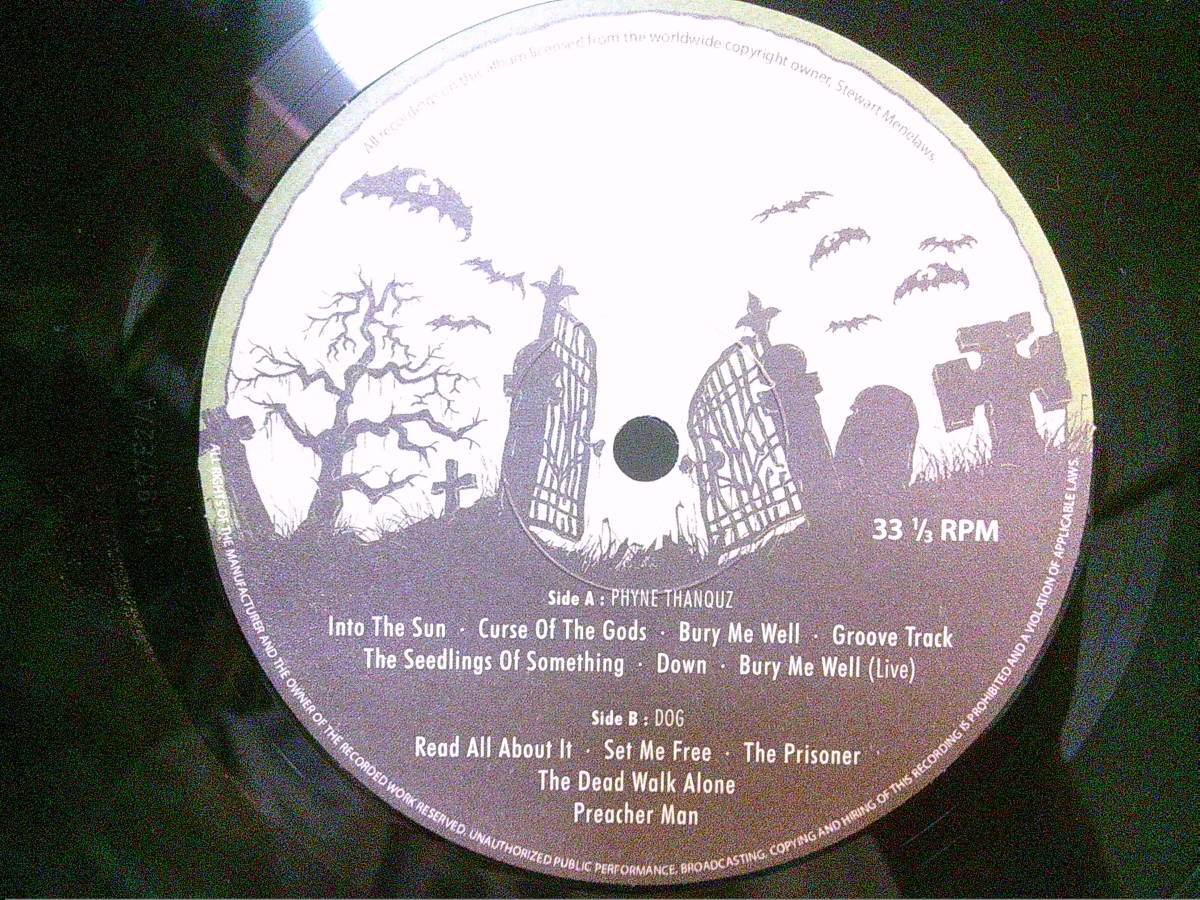 All recordings on this album licensed from the worldwide copyright owner, Stewart Menelaws.
33 ⅓ RPM
Side A : PHYNE THANQUZ
Into The Sun · Curse Of The Gods · Bury Me Well · Groove Track
The Seedlings Of Something · Down · Bury Me Well (Live)
Side B : DOG
Read All About It · Set Me Free · The Prisoner
The Dead Walk Alone
Preacher Man
ALL RIGHTS OF THE MANUFACTURER AND THE OWNER OF THE RECORDED WORK RESERVED. UNAUTHORIZED PUBLIC PERFORMANCE, BROADCASTING, COPYING AND HIRING OF THIS RECORDING IS PROHIBITED AND A VIOLATION OF APPLICABLE LAWS.